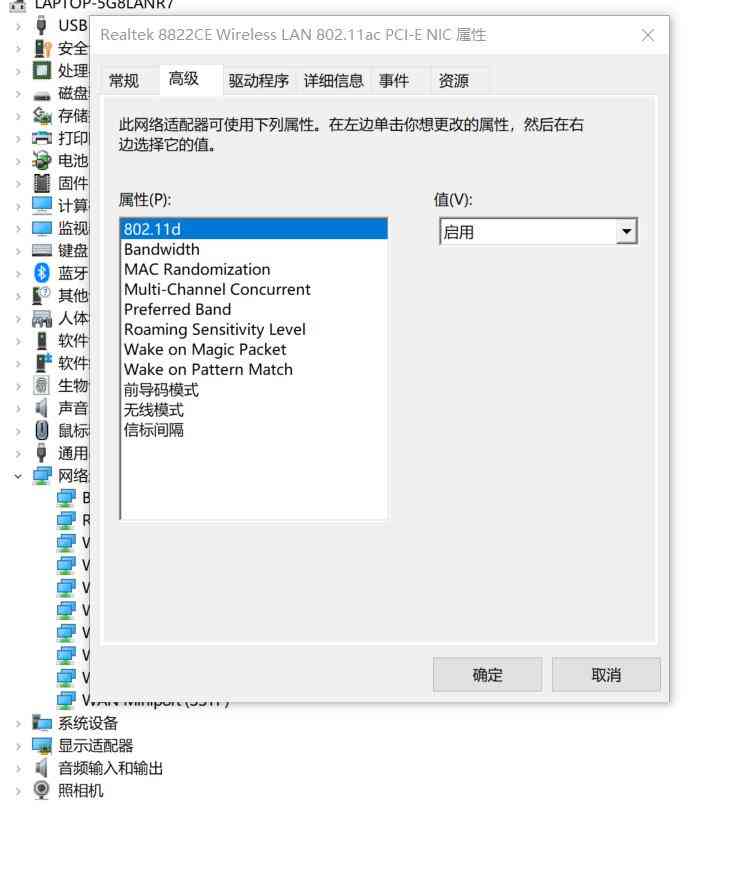 LAPTOP-5G8LANR7
Realtek 8822CE Wireless LAN 802.11ac PCI-E NIC 属性
常规 高级 驱动程序 详细信息 事件 资源
此网络适配器可使用下列属性。在左边单击你想更改的属性，然后在右
边选择它的值。
属性(P):
值(V):
802.11d
启用
Bandwidth
MAC Randomization
Multi-Channel Concurrent
Preferred Band
Roaming Sensitivity Level
Wake on Magic Packet
Wake on Pattern Match
前导码模式
无线模式
信标间隔
确定 取消
USB
安全
处理
磁盘
存储
打印
电池
固件
计算
监视
键盘
蓝牙
其他
人体
软件
软件
生物
声音
鼠标
通用
网络
B
R
W
W
W
W
W
W
W
WAN Miniport (SSTP)
系统设备
显示适配器
音频输入和输出
照相机